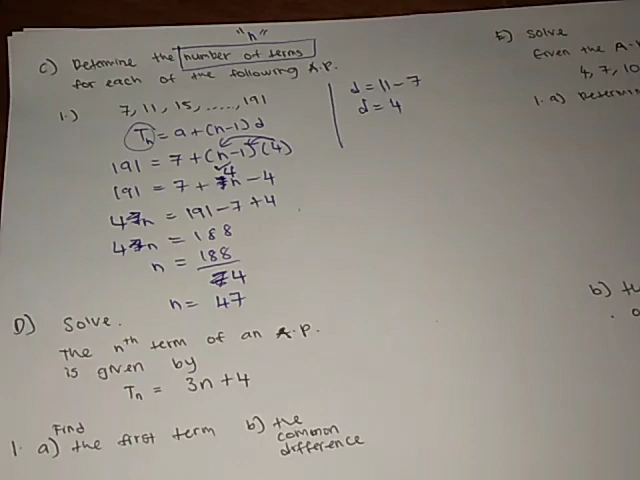 "n"
C) Determine the number of terms
for each of the following A.P.
1.) 7, 11, 15, ....., 191
Tn = a + (n-1) d
191 = 7 + (n-1) (4)
191 = 7 + 4n - 4
4n = 191 - 7 + 4
4n = 188
n = 188
4
n = 47
d = 11 - 7
d = 4
D) Solve.
The nth term of an A.P.
is given by
Tn = 3n + 4
Find
1. a) the first term b) the
common
difference
E) Solve
Given the A.
4, 7, 10
1. a) Determin
b) th